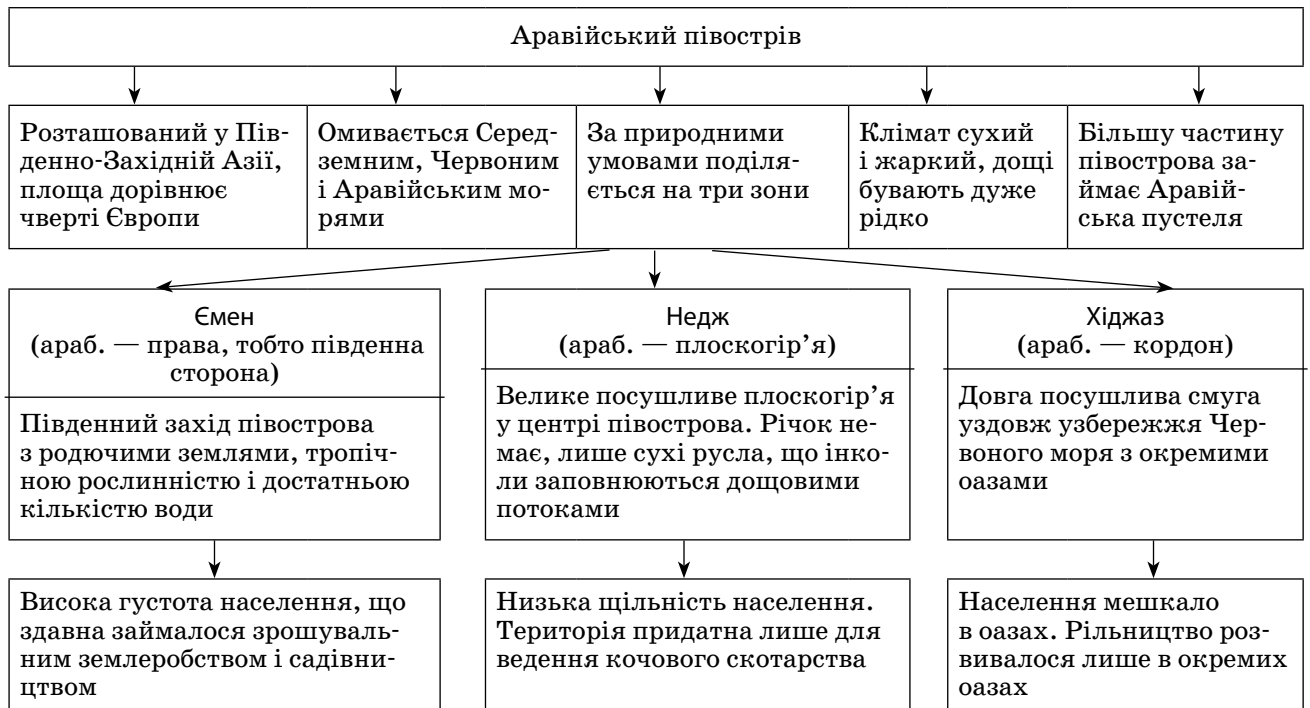 Аравійський півострів
Розташований у Пів-
денно-Західній Азії,
площа дорівнює
чверті Європи
Омивається Серед-
земним, Червоним
і Аравійським мо-
рями
За природними
умовами поділя-
ється на три зони
Клімат сухий
і жаркий, дощі
бувають дуже
рідко
Більшу частину
півострова за-
ймає Аравій-
ська пустеля
Ємен
(араб. — права, тобто південна
сторона)
Південний захід півострова
з родючими землями, тропіч-
ною рослинністю і достатньою
кількістю води
Недж
(араб. — плоскогір’я)
Велике посушливе плоскогір’я
у центрі півострова. Річок не-
має, лише сухі русла, що інко-
ли заповнюються дощовими
потоками
Хіджаз
(араб. — кордон)
Довга посушлива смуга
уздовж узбережжя Чер-
воного моря з окремими
оазами
Висока густота населення, що
здавна займалося зрошуваль-
ним землеробством і садівни-
цтвом
Низька щільність населення.
Територія придатна лише для
ведення кочового скотарства
Населення мешкало
в оазах. Рільництво роз-
вивалося лише в окремих
оазах